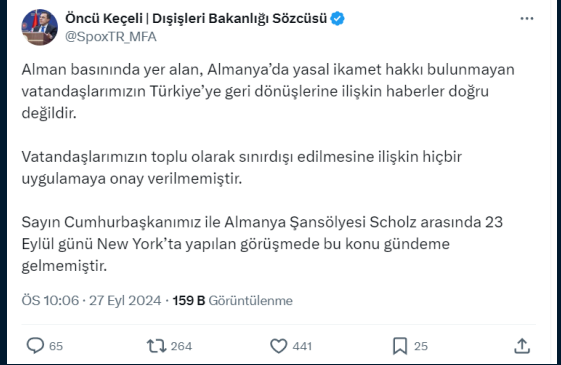 Öncü Keçeli | Dışişleri Bakanlığı Sözcüsü
@SpoxTR_MFA
Alman basınında yer alan, Almanya’da yasal ikamet hakkı bulunmayan
vatandaşlarımızın Türkiye’ye geri dönüşlerine ilişkin haberler doğru
değildir.
Vatandaşlarımızın toplu olarak sınırdışı edilmesine ilişkin hiçbir
uygulamaya onay verilmemiştir.
Sayın Cumhurbaşkanımız ile Almanya Şansölyesi Scholz arasında 23
Eylül günü New York’ta yapılan görüşmede bu konu gündeme
gelmemiştir.
ÖS 10:06 · 27 Eyl 2024 · 159 B Görüntülenme
65 264 441 25